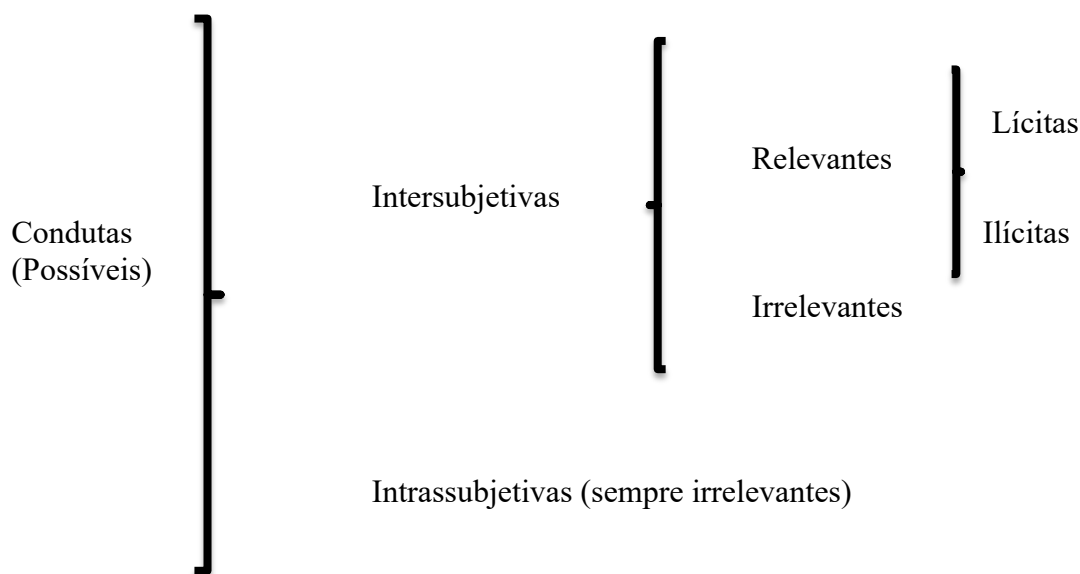 Condutas
(Possíveis)
Intersubjetivas
Relevantes
Lícitas
Ilícitas
Irrelevantes
Intrassubjetivas (sempre irrelevantes)